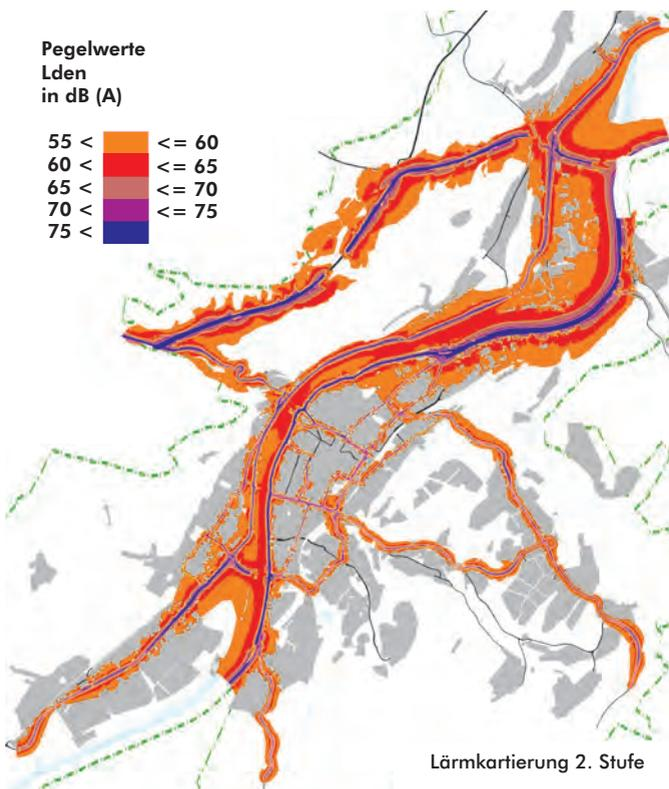 Pegelwerte
Lden
in dB (A)
55 < <= 60
60 < <= 65
65 < <= 70
70 < <= 75
75 <
Lärmkartierung 2. Stufe